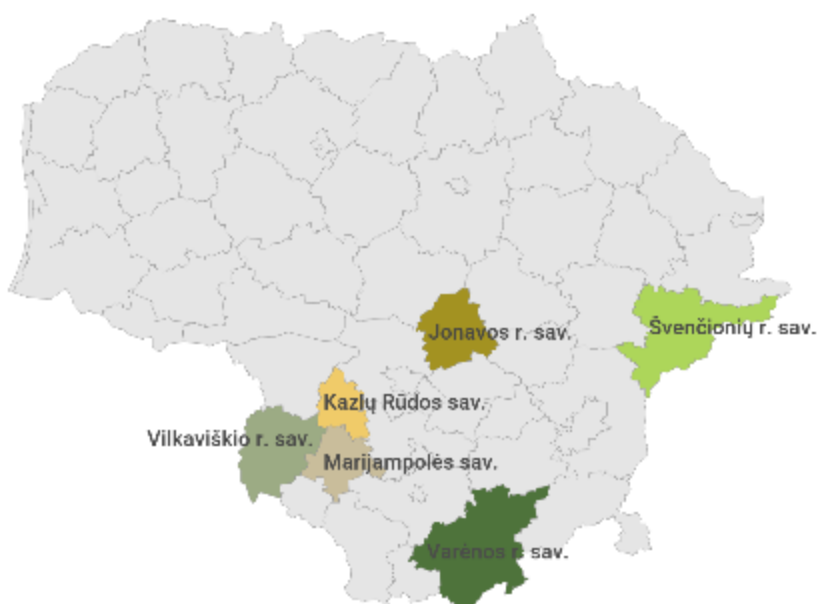 Švenčionių r. sav.
Jonavos r. sav.
Kazlų Rūdos sav.
Vilkaviškio r. sav.
Marijampolės sav.
Varėnos r. sav.